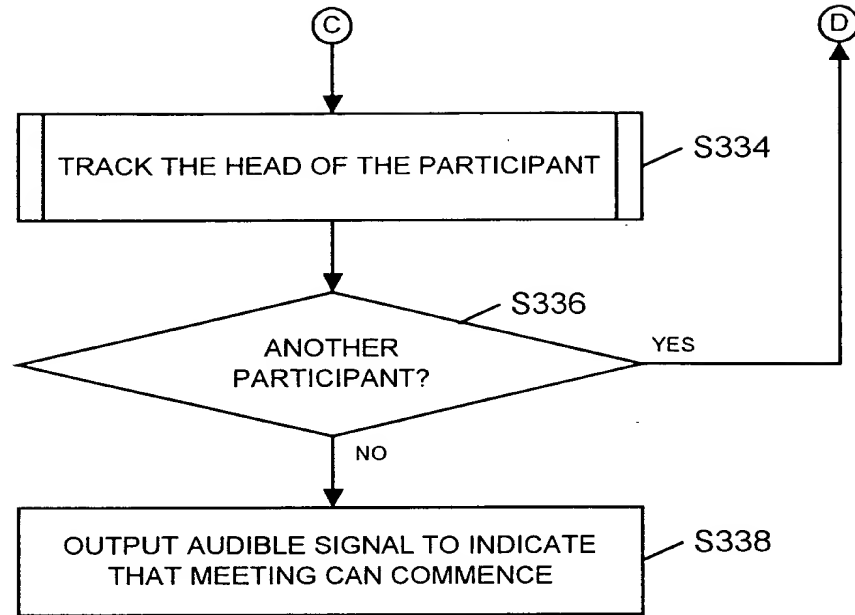 C
D
TRACK THE HEAD OF THE PARTICIPANT
S334
S336
ANOTHER
PARTICIPANT?
YES
NO
OUTPUT AUDIBLE SIGNAL TO INDICATE
THAT MEETING CAN COMMENCE
S338